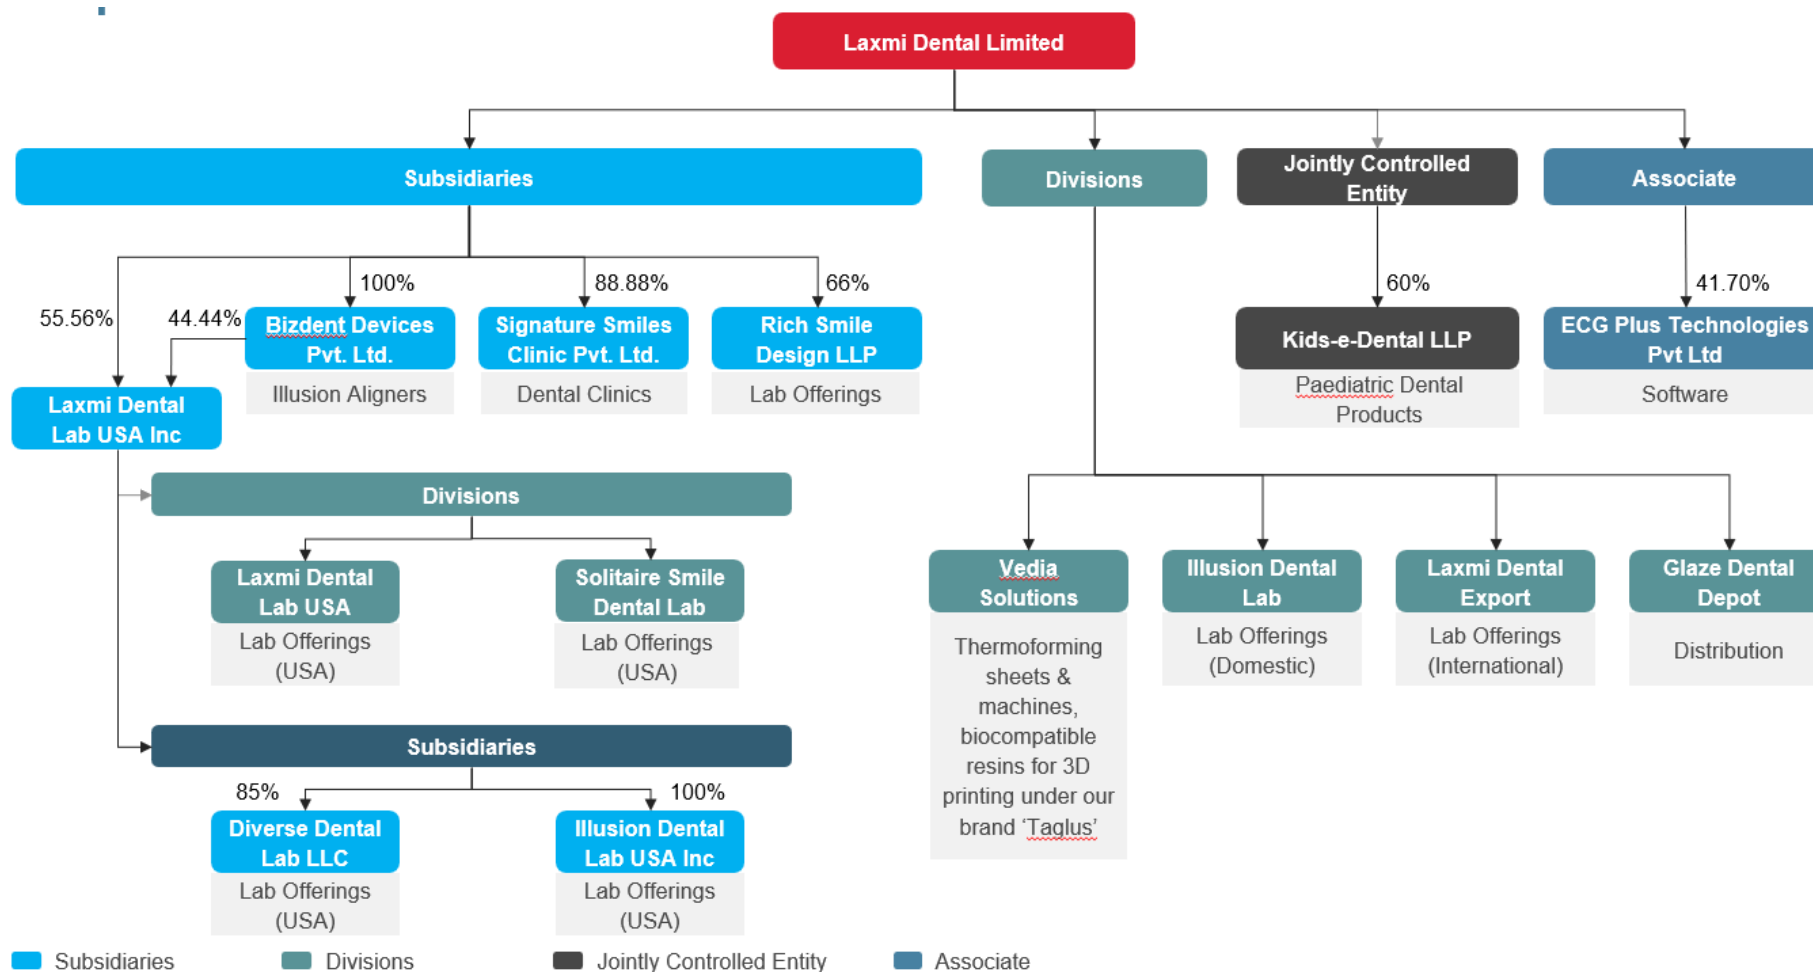 Laxmi Dental Limited
Subsidiaries
Divisions
Jointly Controlled
Entity
Associate
55.56%
44.44%
100%
88.88%
66%
60%
41.70%
Bizdent Devices
Pvt. Ltd.
Illusion Aligners
Signature Smiles
Clinic Pvt. Ltd.
Dental Clinics
Rich Smile
Design LLP
Lab Offerings
Kids-e-Dental LLP
Paediatric Dental
Products
ECG Plus Technologies
Pvt Ltd
Software
Laxmi Dental
Lab USA Inc
Divisions
Laxmi Dental
Lab USA
Lab Offerings
(USA)
Solitaire Smile
Dental Lab
Lab Offerings
(USA)
Vedia
Solutions
Thermoforming
sheets &
machines,
biocompatible
resins for 3D
printing under our
brand ‘Taglus’
Illusion Dental
Lab
Lab Offerings
(Domestic)
Laxmi Dental
Export
Lab Offerings
(International)
Glaze Dental
Depot
Distribution
Subsidiaries
85%
100%
Diverse Dental
Lab LLC
Lab Offerings
(USA)
Illusion Dental
Lab USA Inc
Lab Offerings
(USA)
Subsidiaries
Divisions
Jointly Controlled Entity
Associate